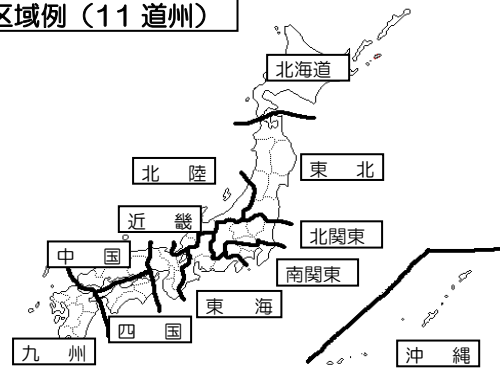 区域例（11 道州）
北海道
東　北
北　陸
近　畿
北関東
中　国
南関東
東　海
四　国
九　州
沖　縄